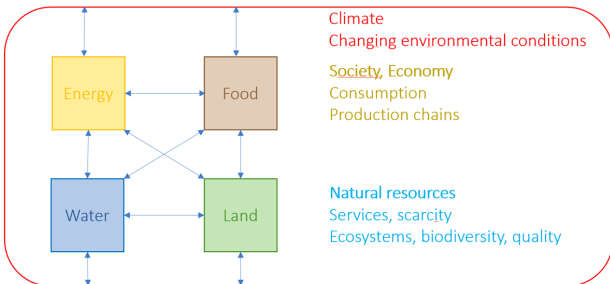 Climate
Changing environmental conditions
Energy
Food
Society, Economy
Consumption
Production chains
Water
Land
Natural resources
Services, scarcity
Ecosystems, biodiversity, quality